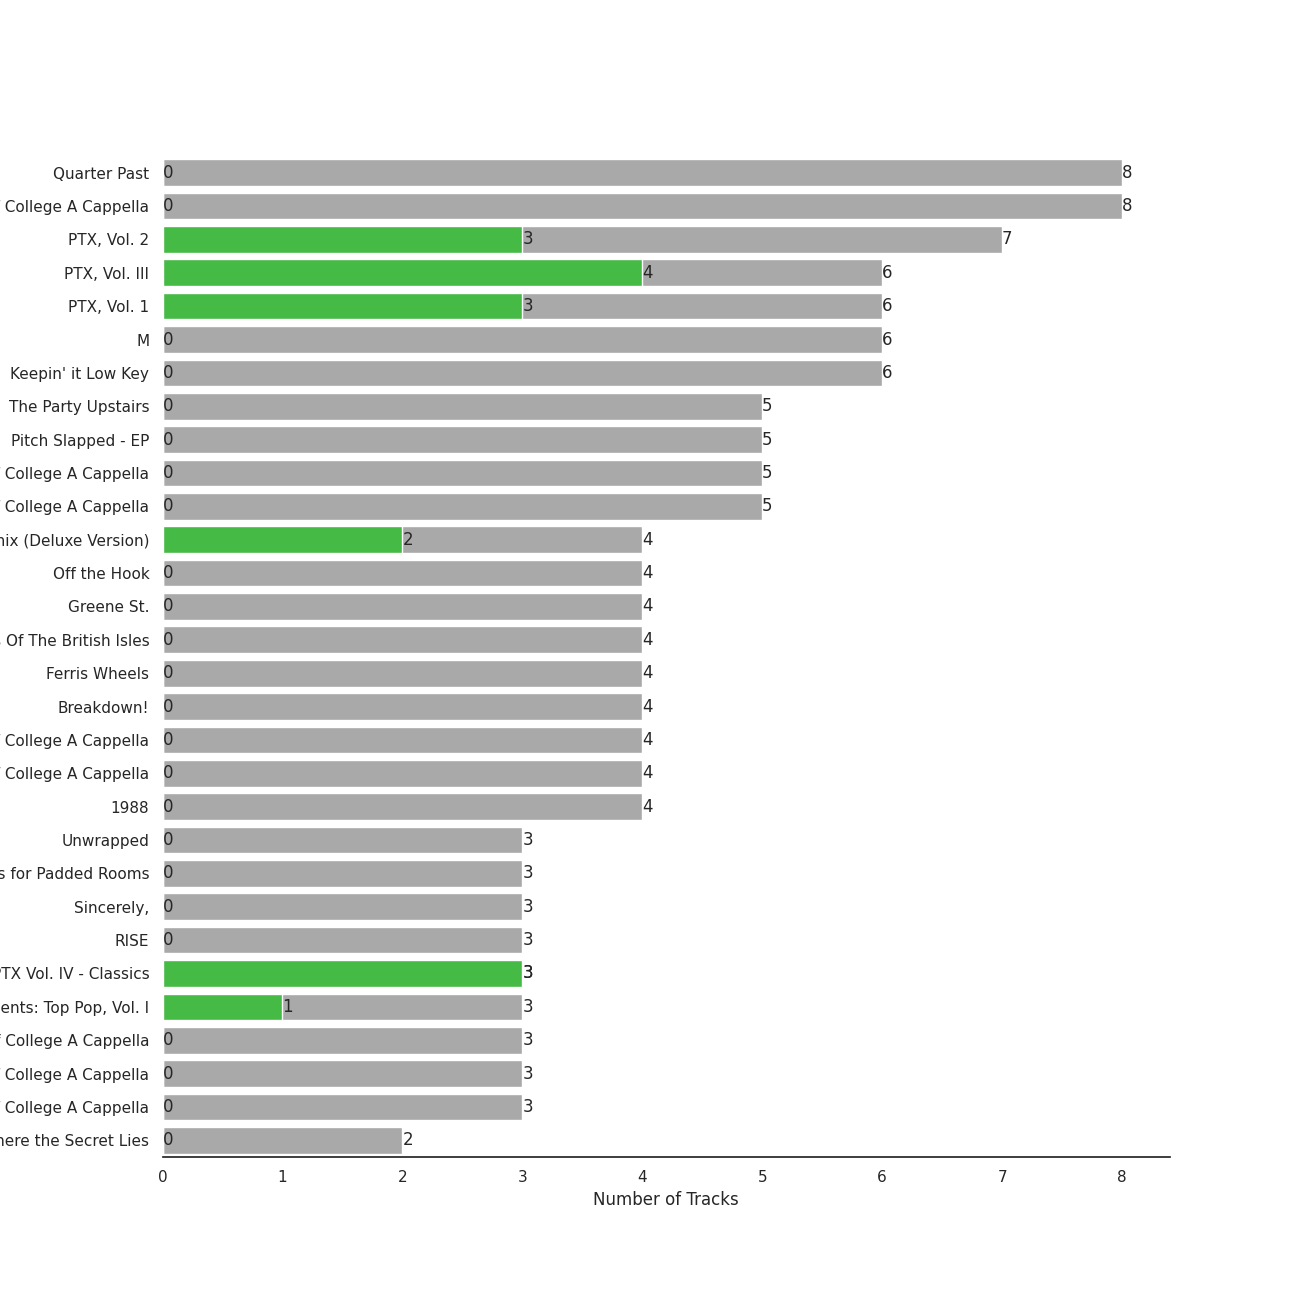 Quarter Past 0 8
College A Cappella 0 8
PTX, Vol. 2 3 7
PTX, Vol. III 4 6
PTX, Vol. 1 3 6
M 0 6
Keepin' it Low Key 0 6
The Party Upstairs 0 5
Pitch Slapped - EP 0 5
College A Cappella 0 5
College A Cappella 0 5
(Deluxe Version) 2 4
Off the Hook 0 4
Greene St. 0 4
Of The British Isles 0 4
Ferris Wheels 0 4
Breakdown! 0 4
College A Cappella 0 4
College A Cappella 0 4
1988 0 4
Unwrapped 0 3
for Padded Rooms 0 3
Sincerely, 0 3
RISE 0 3
PTX Vol. IV - Classics 3 3
Top Pop, Vol. I 1 3
College A Cappella 0 3
College A Cappella 0 3
College A Cappella 0 3
the Secret Lies 0 2
0 1 2 3 4 5 6 7 8
Number of Tracks